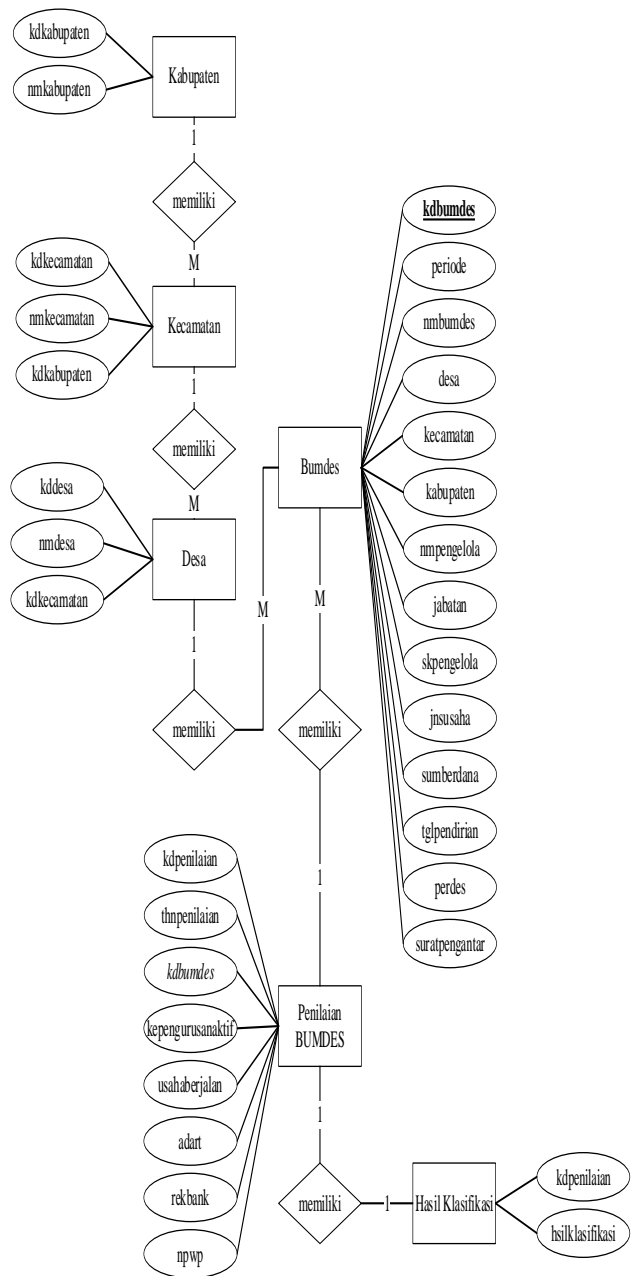 kdkabupaten
nmkabupaten
Kabupaten
1
memiliki
M
kdkecamatan
nmkecamatan
kdkabupaten
Kecamatan
1
memiliki
M
kddesa
nmdesa
kdkecamatan
Desa
1
memiliki
M
Bumdes
kdbumdes
periode
nmbumdes
desa
kecamatan
kabupaten
nmpengelola
jabatan
skpengelola
jnsusaha
sumberdana
tglpendirian
perdes
suratpengantar
M
memiliki
1
kdpenilaian
thnpenilaian
kdbumdes
kepengurusanaktif
usahaberjalan
adart
rekbank
npwp
Penilaian
BUMDES
1
memiliki
1
Hasil Klasifikasi
kdpenilaian
hsilklasifikasi